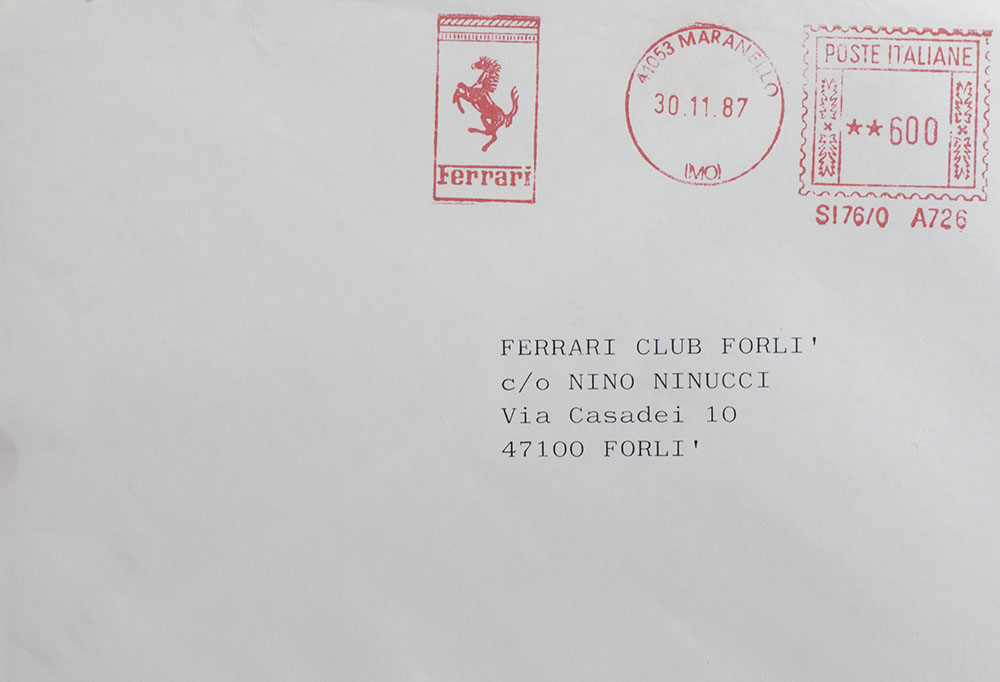 Ferrari
41053 MARANELLO
30.11.87
(MO)
POSTE ITALIANE
**600
SI76/0 A726
FERRARI CLUB FORLI'
c/o NINO NINUCCI
Via Casadei 10
47100 FORLI'